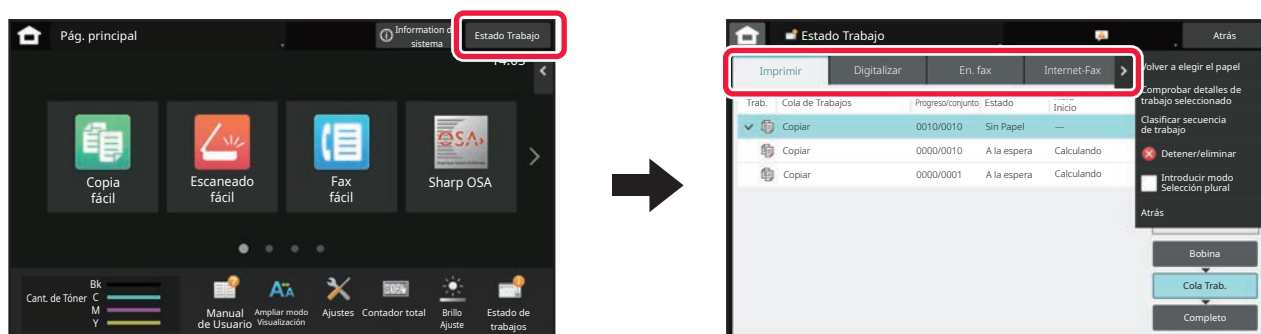 Pág. principal
Information d
sistema
Estado Trabajo
Copia
fácil
Escaneado
fácil
Fax
fácil
Sharp OSA
Cant. de Tóner
Bk
C
M
Y
Manual
de Usuario
Ampliar modo
Visualización
Ajustes
Contador total
Brillo
Ajuste
Estado de
trabajos
Estado Trabajo
Atrás
Imprimir
Digitalizar
En. fax
Internet-Fax
Trab.
Cola de Trabajos
Progreso/conjunto
Estado
Inicio
Copiar
0010/0010
Sin Papel
---
Copiar
0000/0010
A la espera
Calculando
Copiar
0000/0001
A la espera
Calculando
Volver a elegir el papel
Comprobar detalles de
trabajo seleccionado
Clasificar secuencia
de trabajo
Detener/eliminar
Introducir modo
Selección plural
Atrás
Bobina
Cola Trab.
Completo